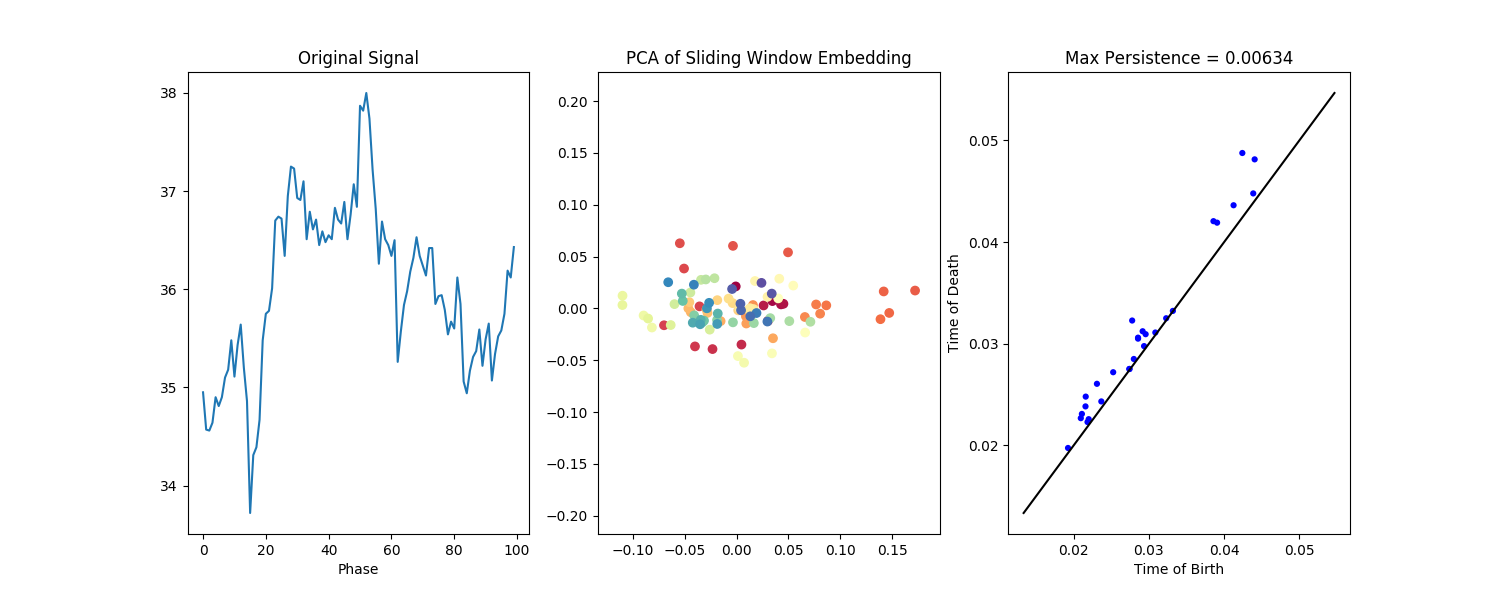 Original Signal
38
37
36
35
34
0 20 40 60 80 100
Phase
PCA of Sliding Window Embedding
0.20
0.15
0.10
0.05
0.00
−0.05
−0.10
−0.15
−0.20
−0.10 −0.05 0.00 0.05 0.10 0.15
Max Persistence = 0.00634
Time of Death
0.05
0.04
0.03
0.02
0.02 0.03 0.04 0.05
Time of Birth